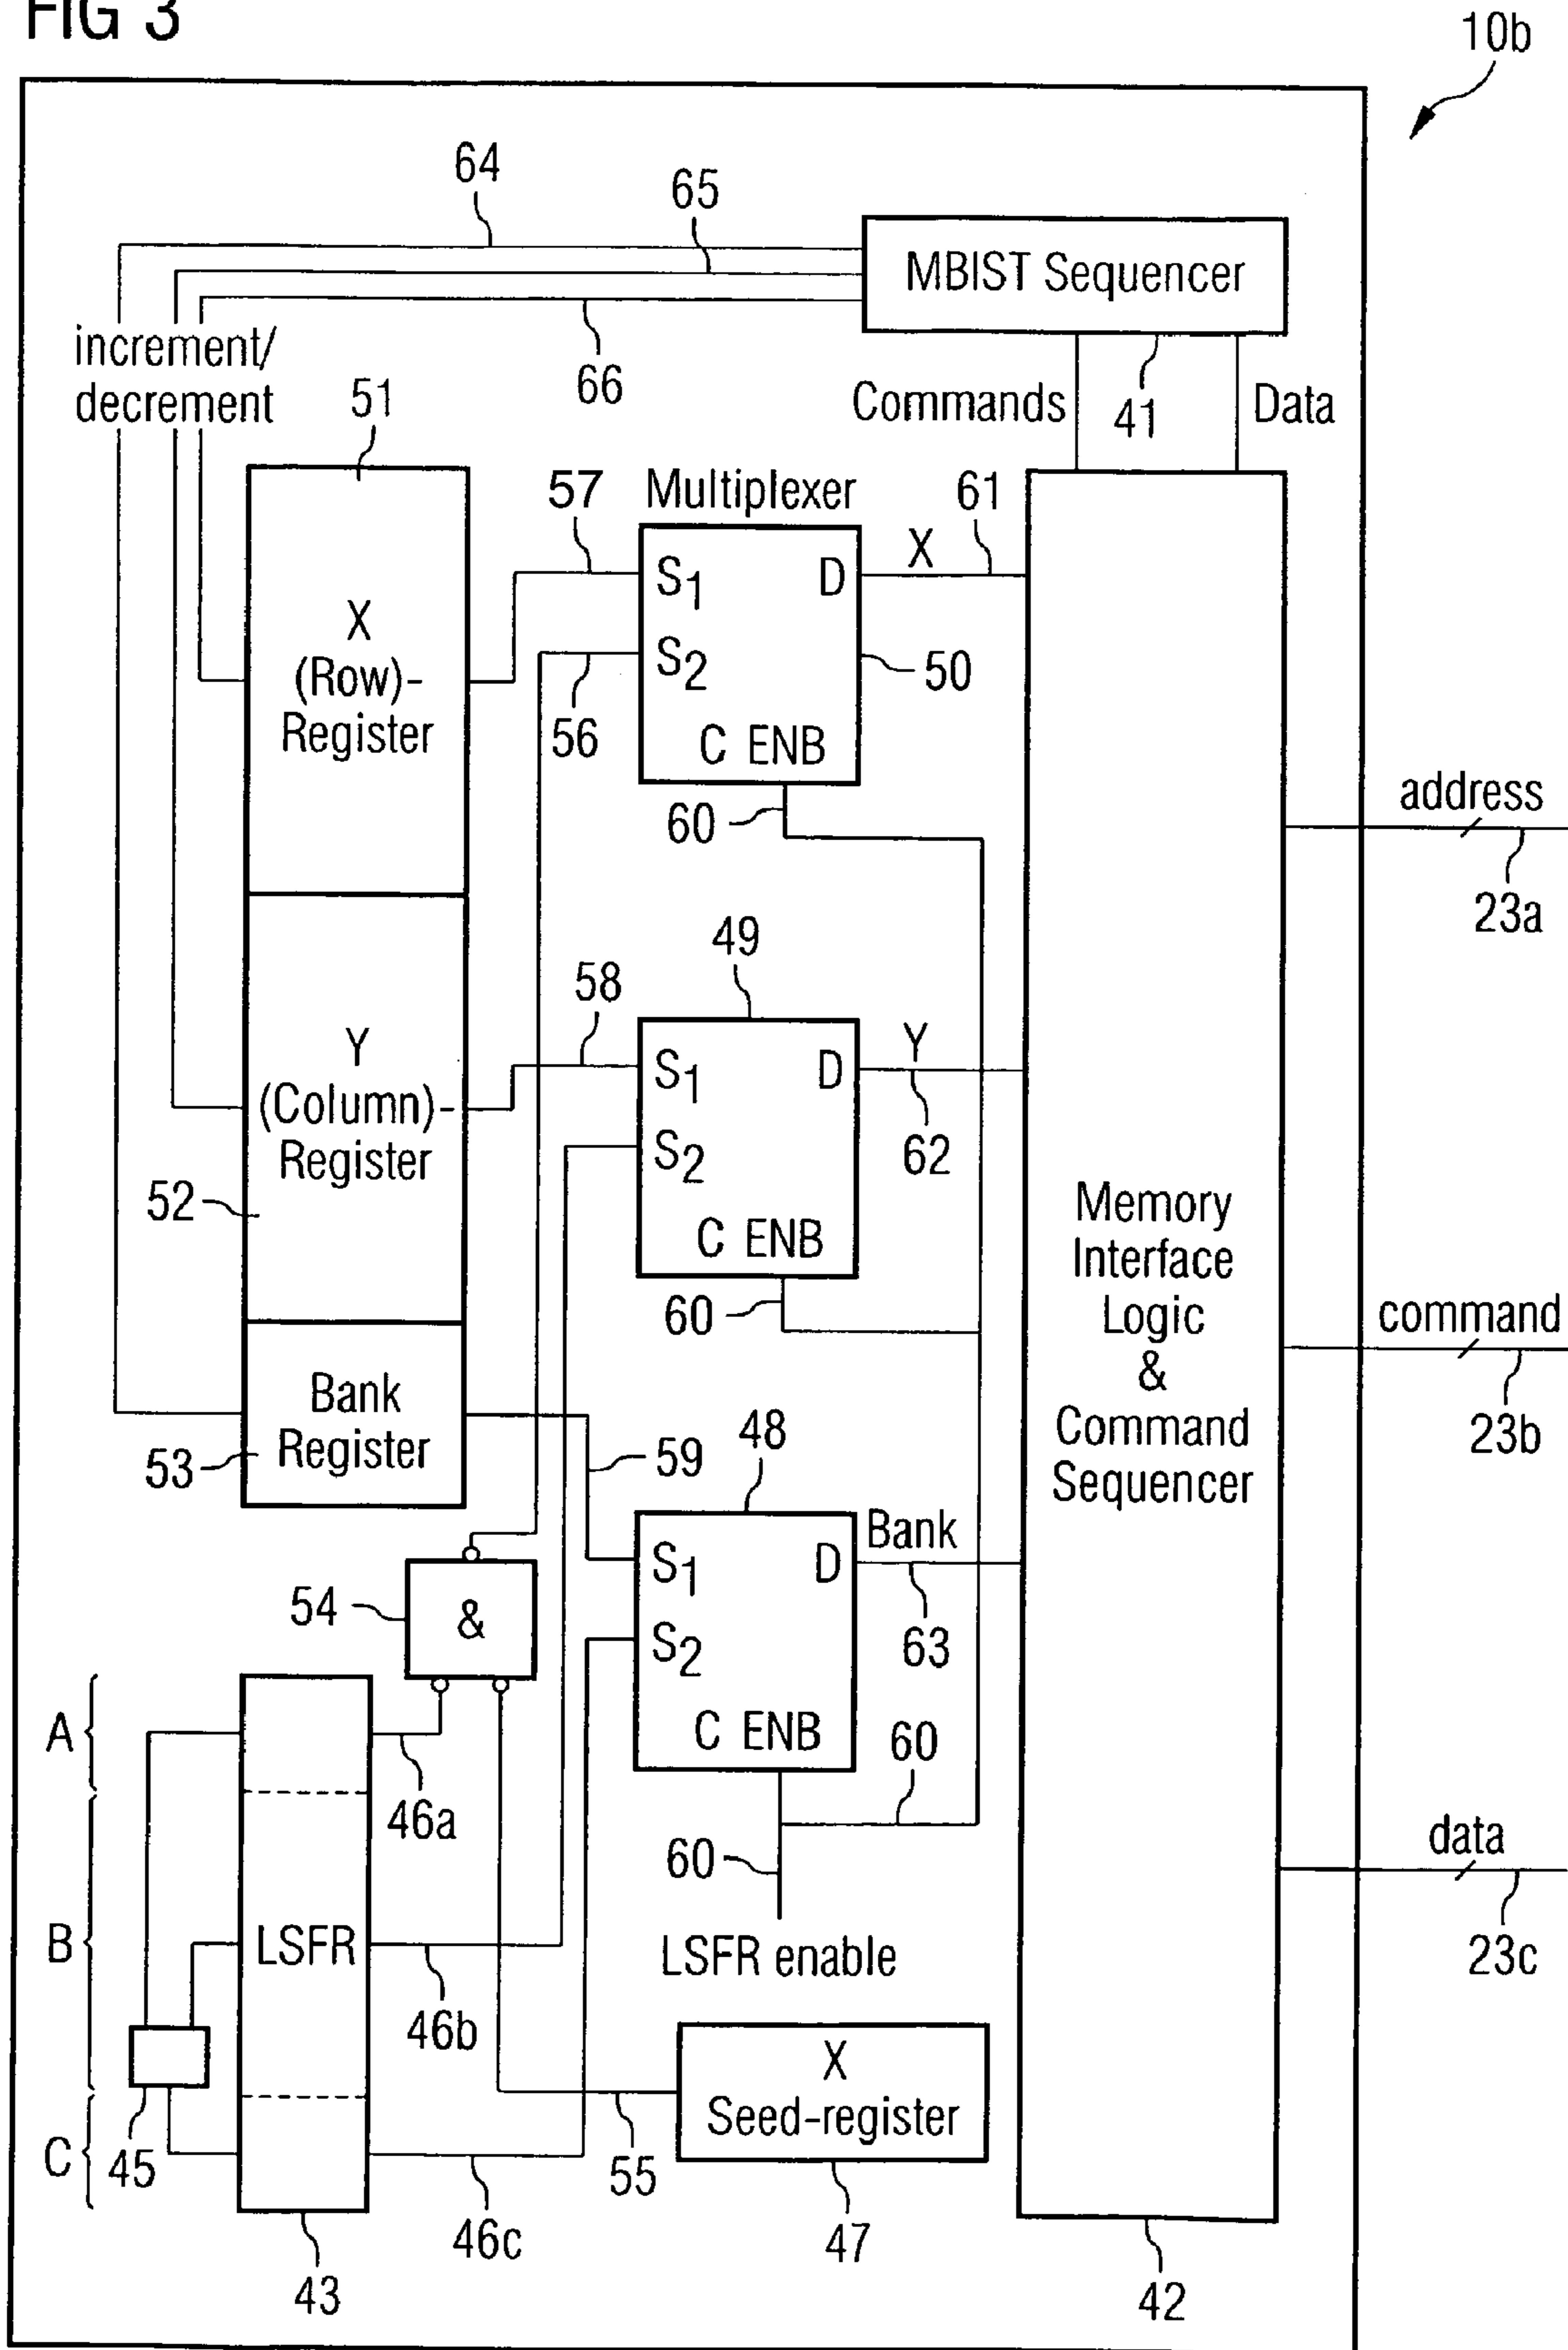 FIG 3
10b
64
65
MBIST Sequencer
increment/
decrement
66
51
Commands
41
Data
57
Multiplexer
61
X
S1
D
X
(Row)-
Register
S2
50
56
C ENB
60
address
23a
49
58
Y
S1
D
Y
(Column)-
Register
62
S2
52
C ENB
60
Memory
Interface
Logic
&
Command
Sequencer
command
23b
Bank
Register
53
59
48
Bank
S1
D
54
&
63
S2
A
C ENB
60
46a
60
data
23c
B
LSFR
LSFR enable
46b
X
Seed-register
C
45
55
46c
47
43
42